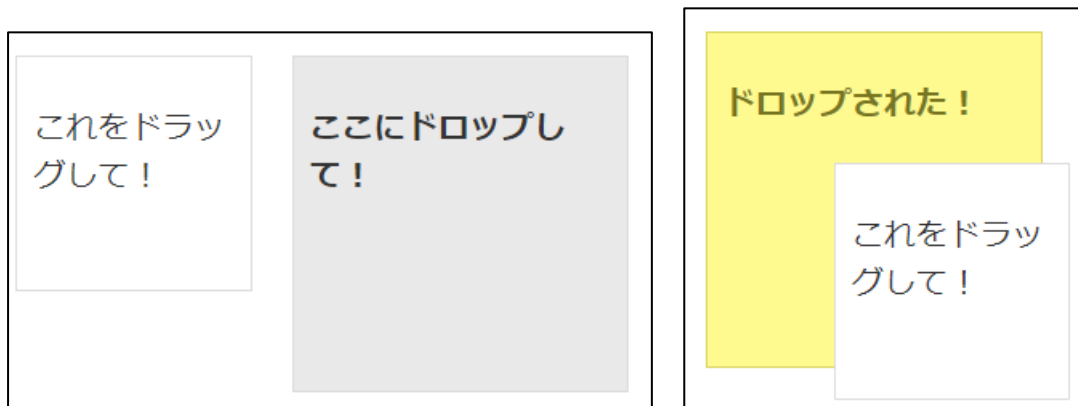 これをドラッ
グして！
ここにドロップし
て！
ドロップされた！
これをドラッ
グして！